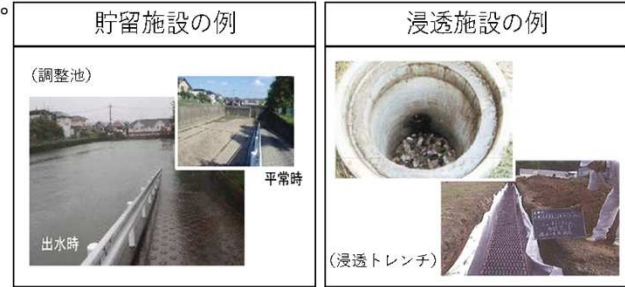 。
貯留施設の例
(調整池)
平常時
出水時
浸透施設の例
(浸透トレンチ)